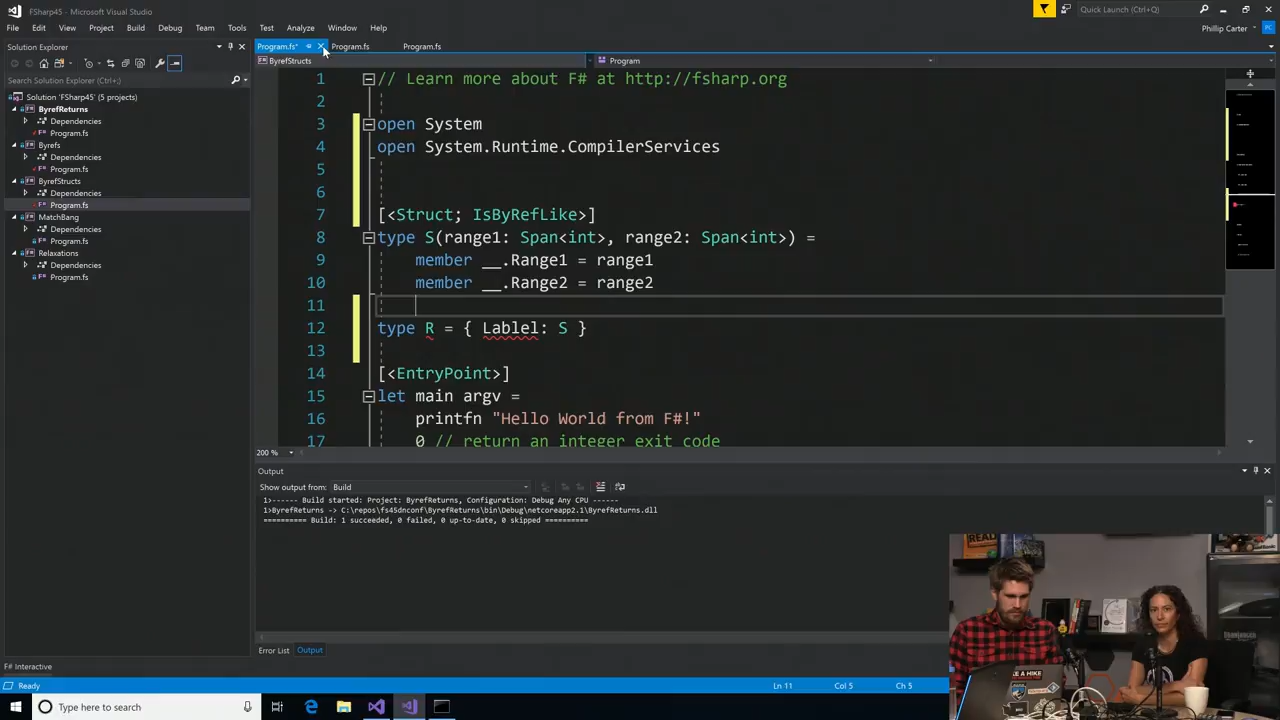 FSharp45 - Microsoft Visual Studio
Quick Launch (Ctrl+Q)
File Edit View Project Build Debug Team Tools Test Analyze Window Help
Phillip Carter
PC
Solution Explorer
Program.fs*
Program.fs
Program.fs
Search Solution Explorer (Ctrl+;)
ByrefStructs
Program
Solution 'FSharp45' (5 projects)
ByrefReturns
Dependencies
Program.fs
Byrefs
Dependencies
Program.fs
ByrefStructs
Dependencies
Program.fs
MatchBang
Dependencies
Program.fs
Relaxations
Dependencies
Program.fs
1 // Learn more about F# at http://fsharp.org
2
3 open System
4 open System.Runtime.CompilerServices
5
6
7 [<Struct; IsByRefLike>]
8 type S(range1: Span<int>, range2: Span<int>) =
9 member __.Range1 = range1
10 member __.Range2 = range2
11
12 type R = { Lablel: S }
13
14 [<EntryPoint>]
15 let main argv =
16 printfn "Hello World from F#!"
17 0 // return an integer exit code
200 %
Output
Show output from: Build
1>------ Build started: Project: ByrefReturns, Configuration: Debug Any CPU ------
1>ByrefReturns -> C:\repos\fs45dnconf\ByrefReturns\bin\Debug\netcoreapp2.1\ByrefReturns.dll
========== Build: 1 succeeded, 0 failed, 0 up-to-date, 0 skipped ==========
Error List Output
F# Interactive
Ready
Ln 11 Col 5 Ch 5
Type here to search